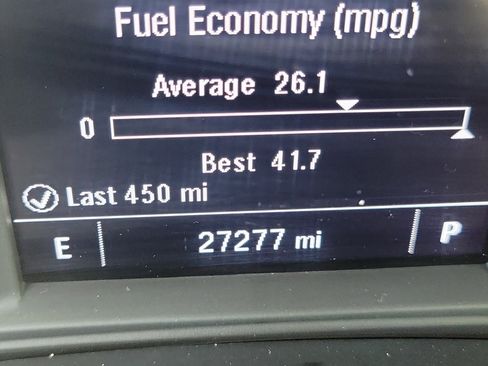 Fuel Economy (mpg)
Average 26.1
0
Best 41.7
Last 450 mi
E 27277 mi P